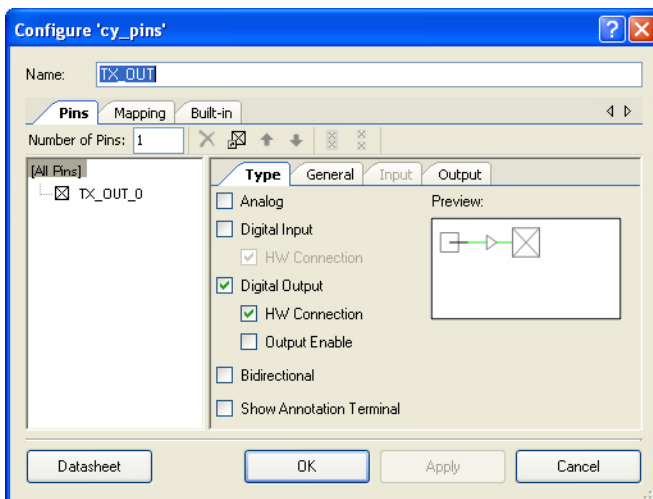 Configure 'cy_pins'
Name: TX_OUT
Pins Mapping Built-in
Number of Pins: 1
[All Pins]
TX_OUT_0
Type General Input Output
Analog
Preview:
Digital Input
HW Connection
Digital Output
HW Connection
Output Enable
Bidirectional
Show Annotation Terminal
Datasheet OK Apply Cancel